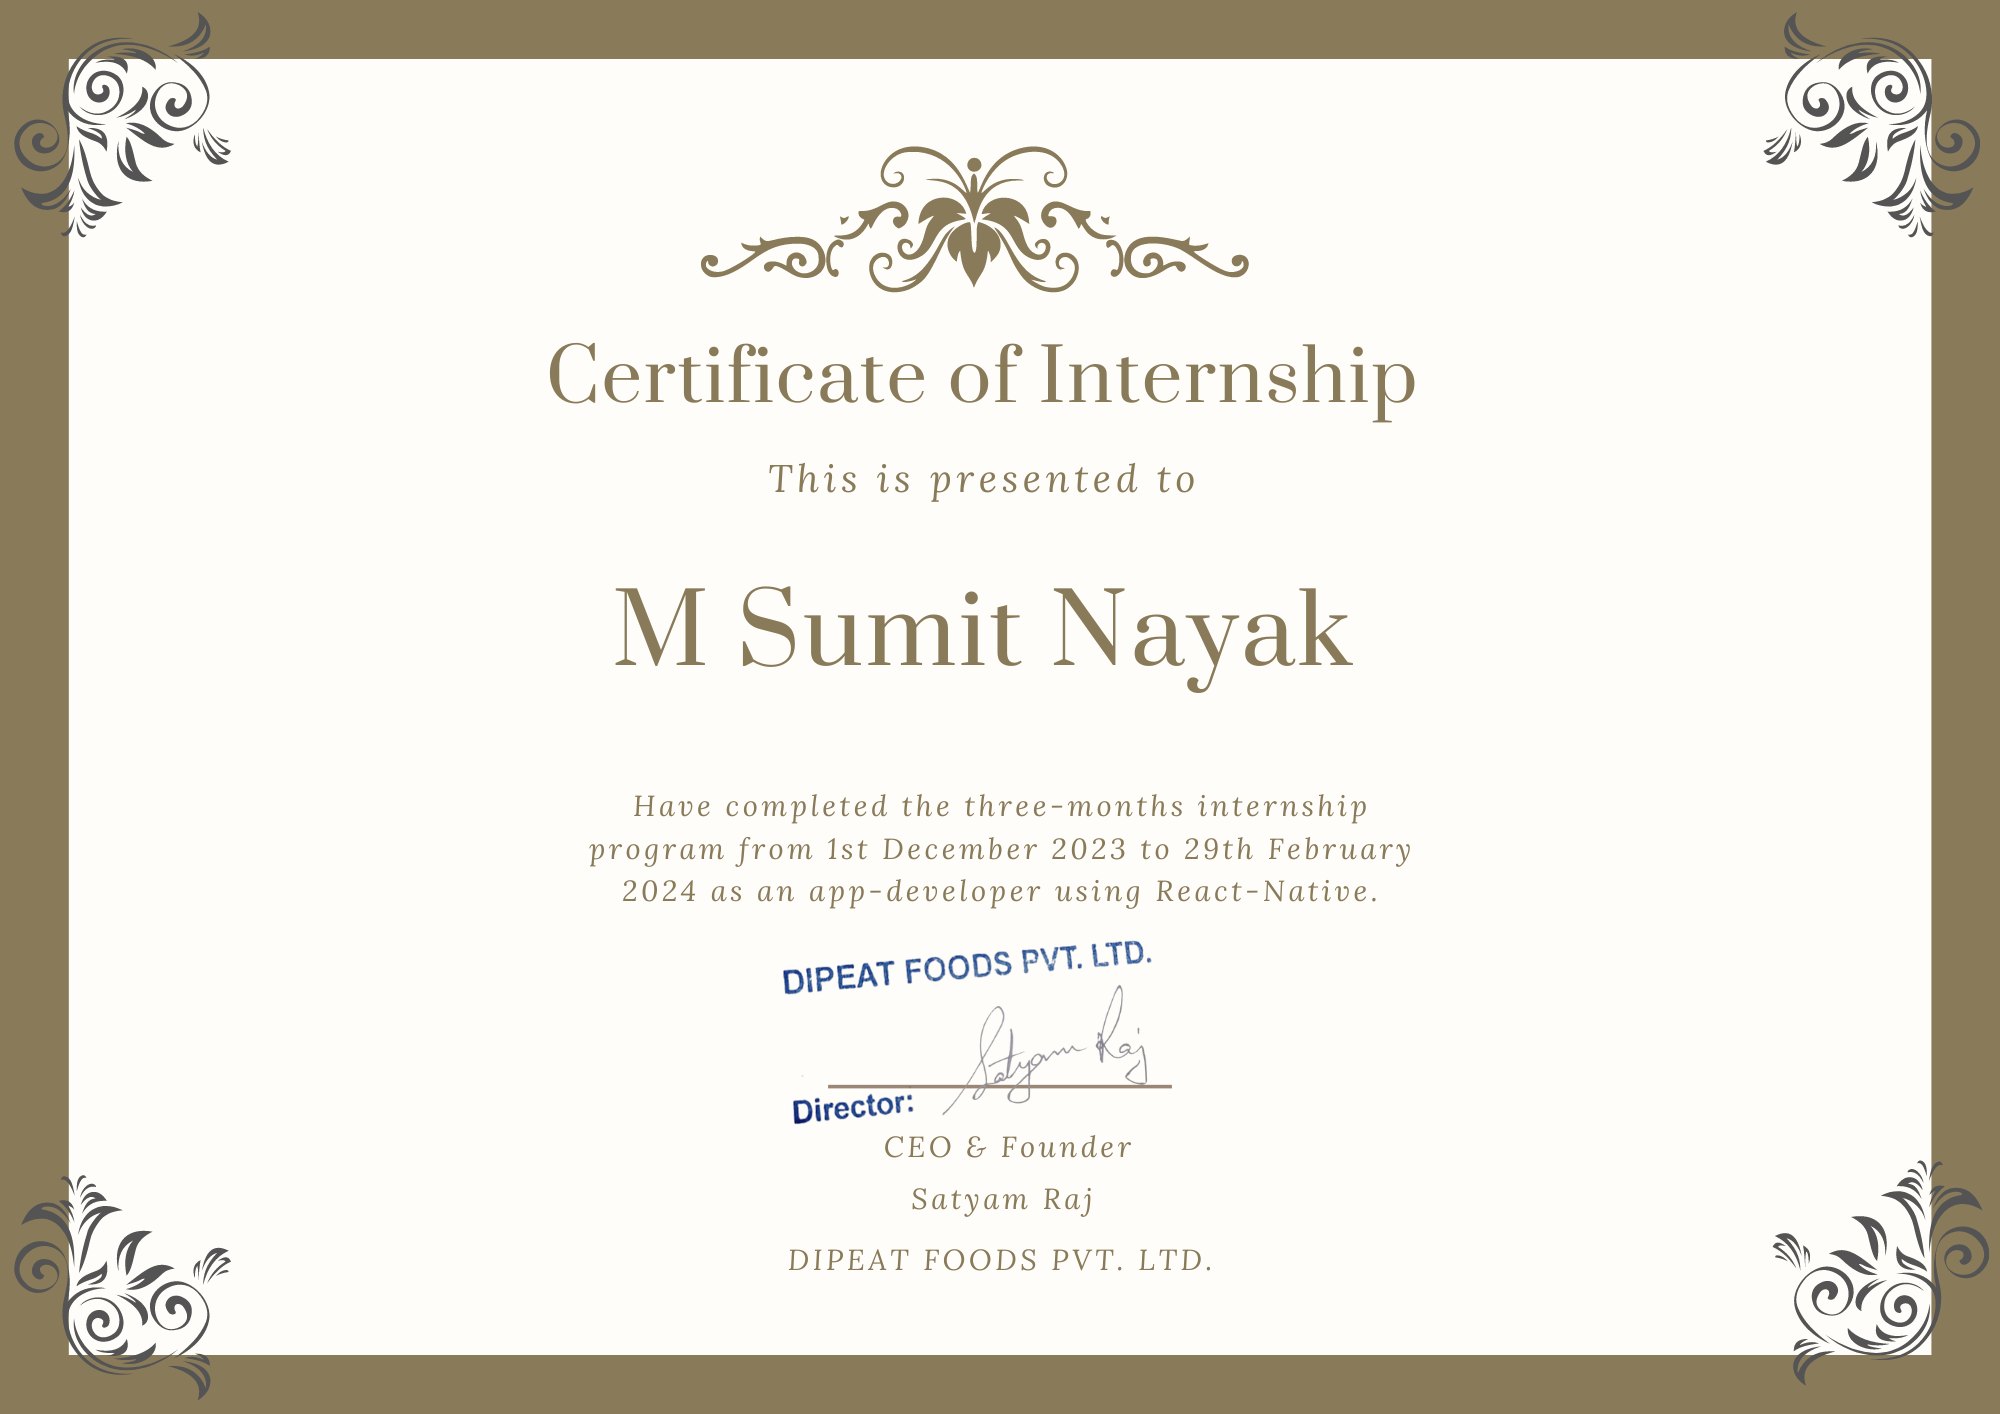 Certificate of Internship
This is presented to
M Sumit Nayak
Have completed the three-months internship
program from 1st December 2023 to 29th February
2024 as an app-developer using React-Native.
DIPEAT FOODS PVT. LTD.
Satyam Raj
Director:
CEO & Founder
Satyam Raj
DIPEAT FOODS PVT. LTD.